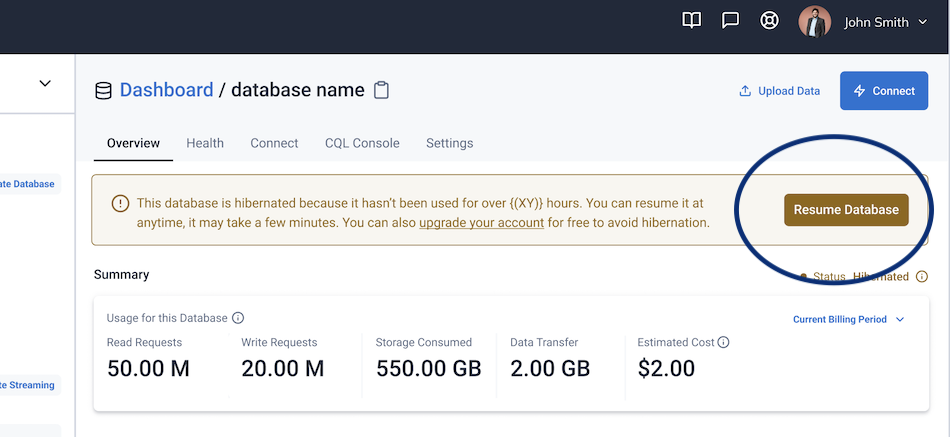 John Smith
Dashboard / database name
Upload Data
Connect
Overview Health Connect CQL Console Settings
Database
This database is hibernated because it hasn't been used for over {(XY)} hours. You can resume it at
anytime, it may take a few minutes. You can also upgrade your account for free to avoid hibernation.
Resume Database
Summary
Status Hibernated
Usage for this Database
Current Billing Period
Read Requests Write Requests Storage Consumed Data Transfer Estimated Cost
50.00 M 20.00 M 550.00 GB 2.00 GB $2.00
Streaming